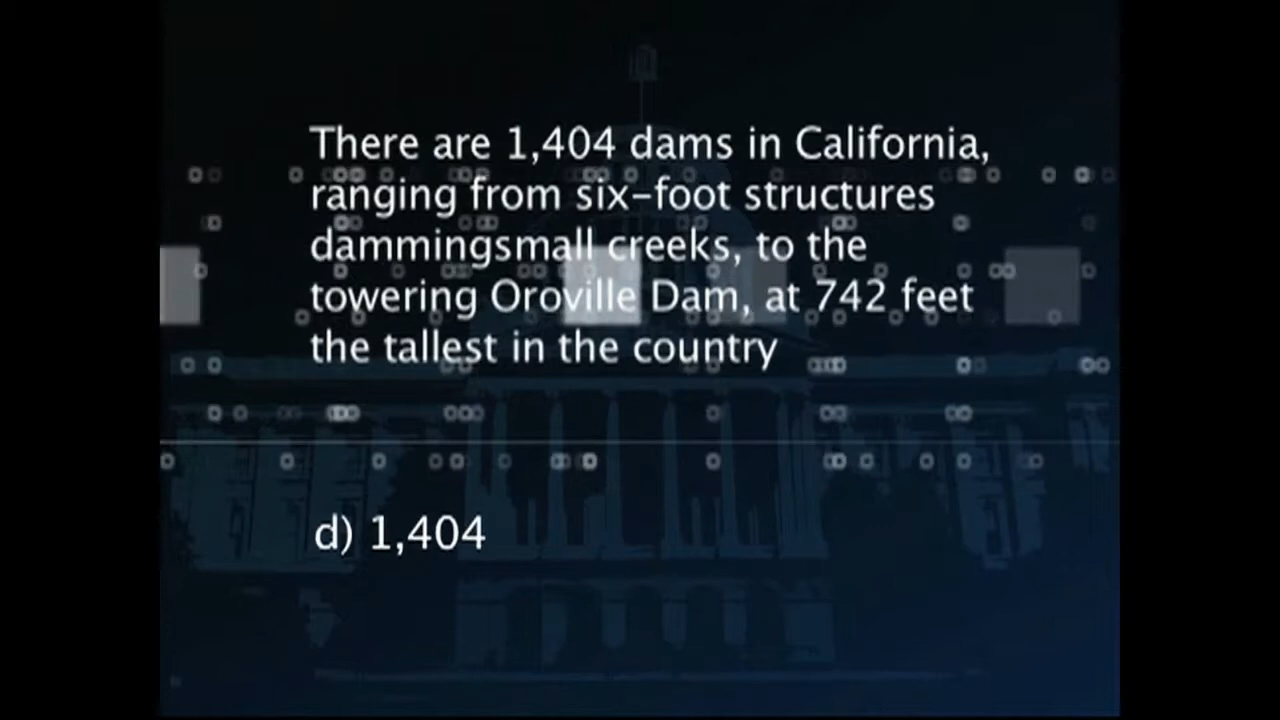 There are 1,404 dams in California,
ranging from six-foot structures
dammingsmall creeks, to the
towering Oroville Dam, at 742 feet
the tallest in the country
d) 1,404